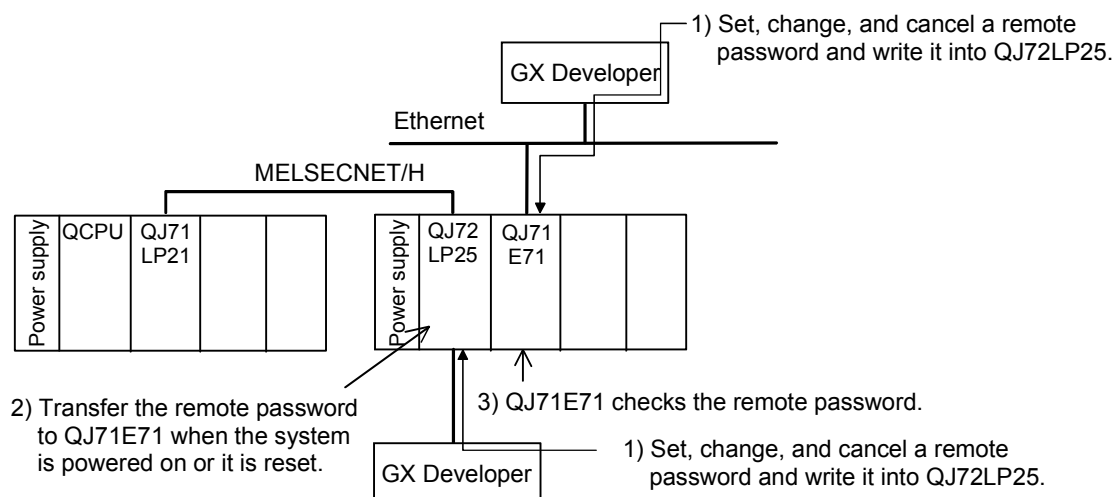 1) Set, change, and cancel a remote
password and write it into QJ72LP25.
GX Developer
Ethernet
MELSECNET/H
Power supply
QCPU
QJ71
LP21
Power supply
QJ72
LP25
QJ71
E71
2) Transfer the remote password
to QJ71E71 when the system
is powered on or it is reset.
3) QJ71E71 checks the remote password.
1) Set, change, and cancel a remote
password and write it into QJ72LP25.
GX Developer